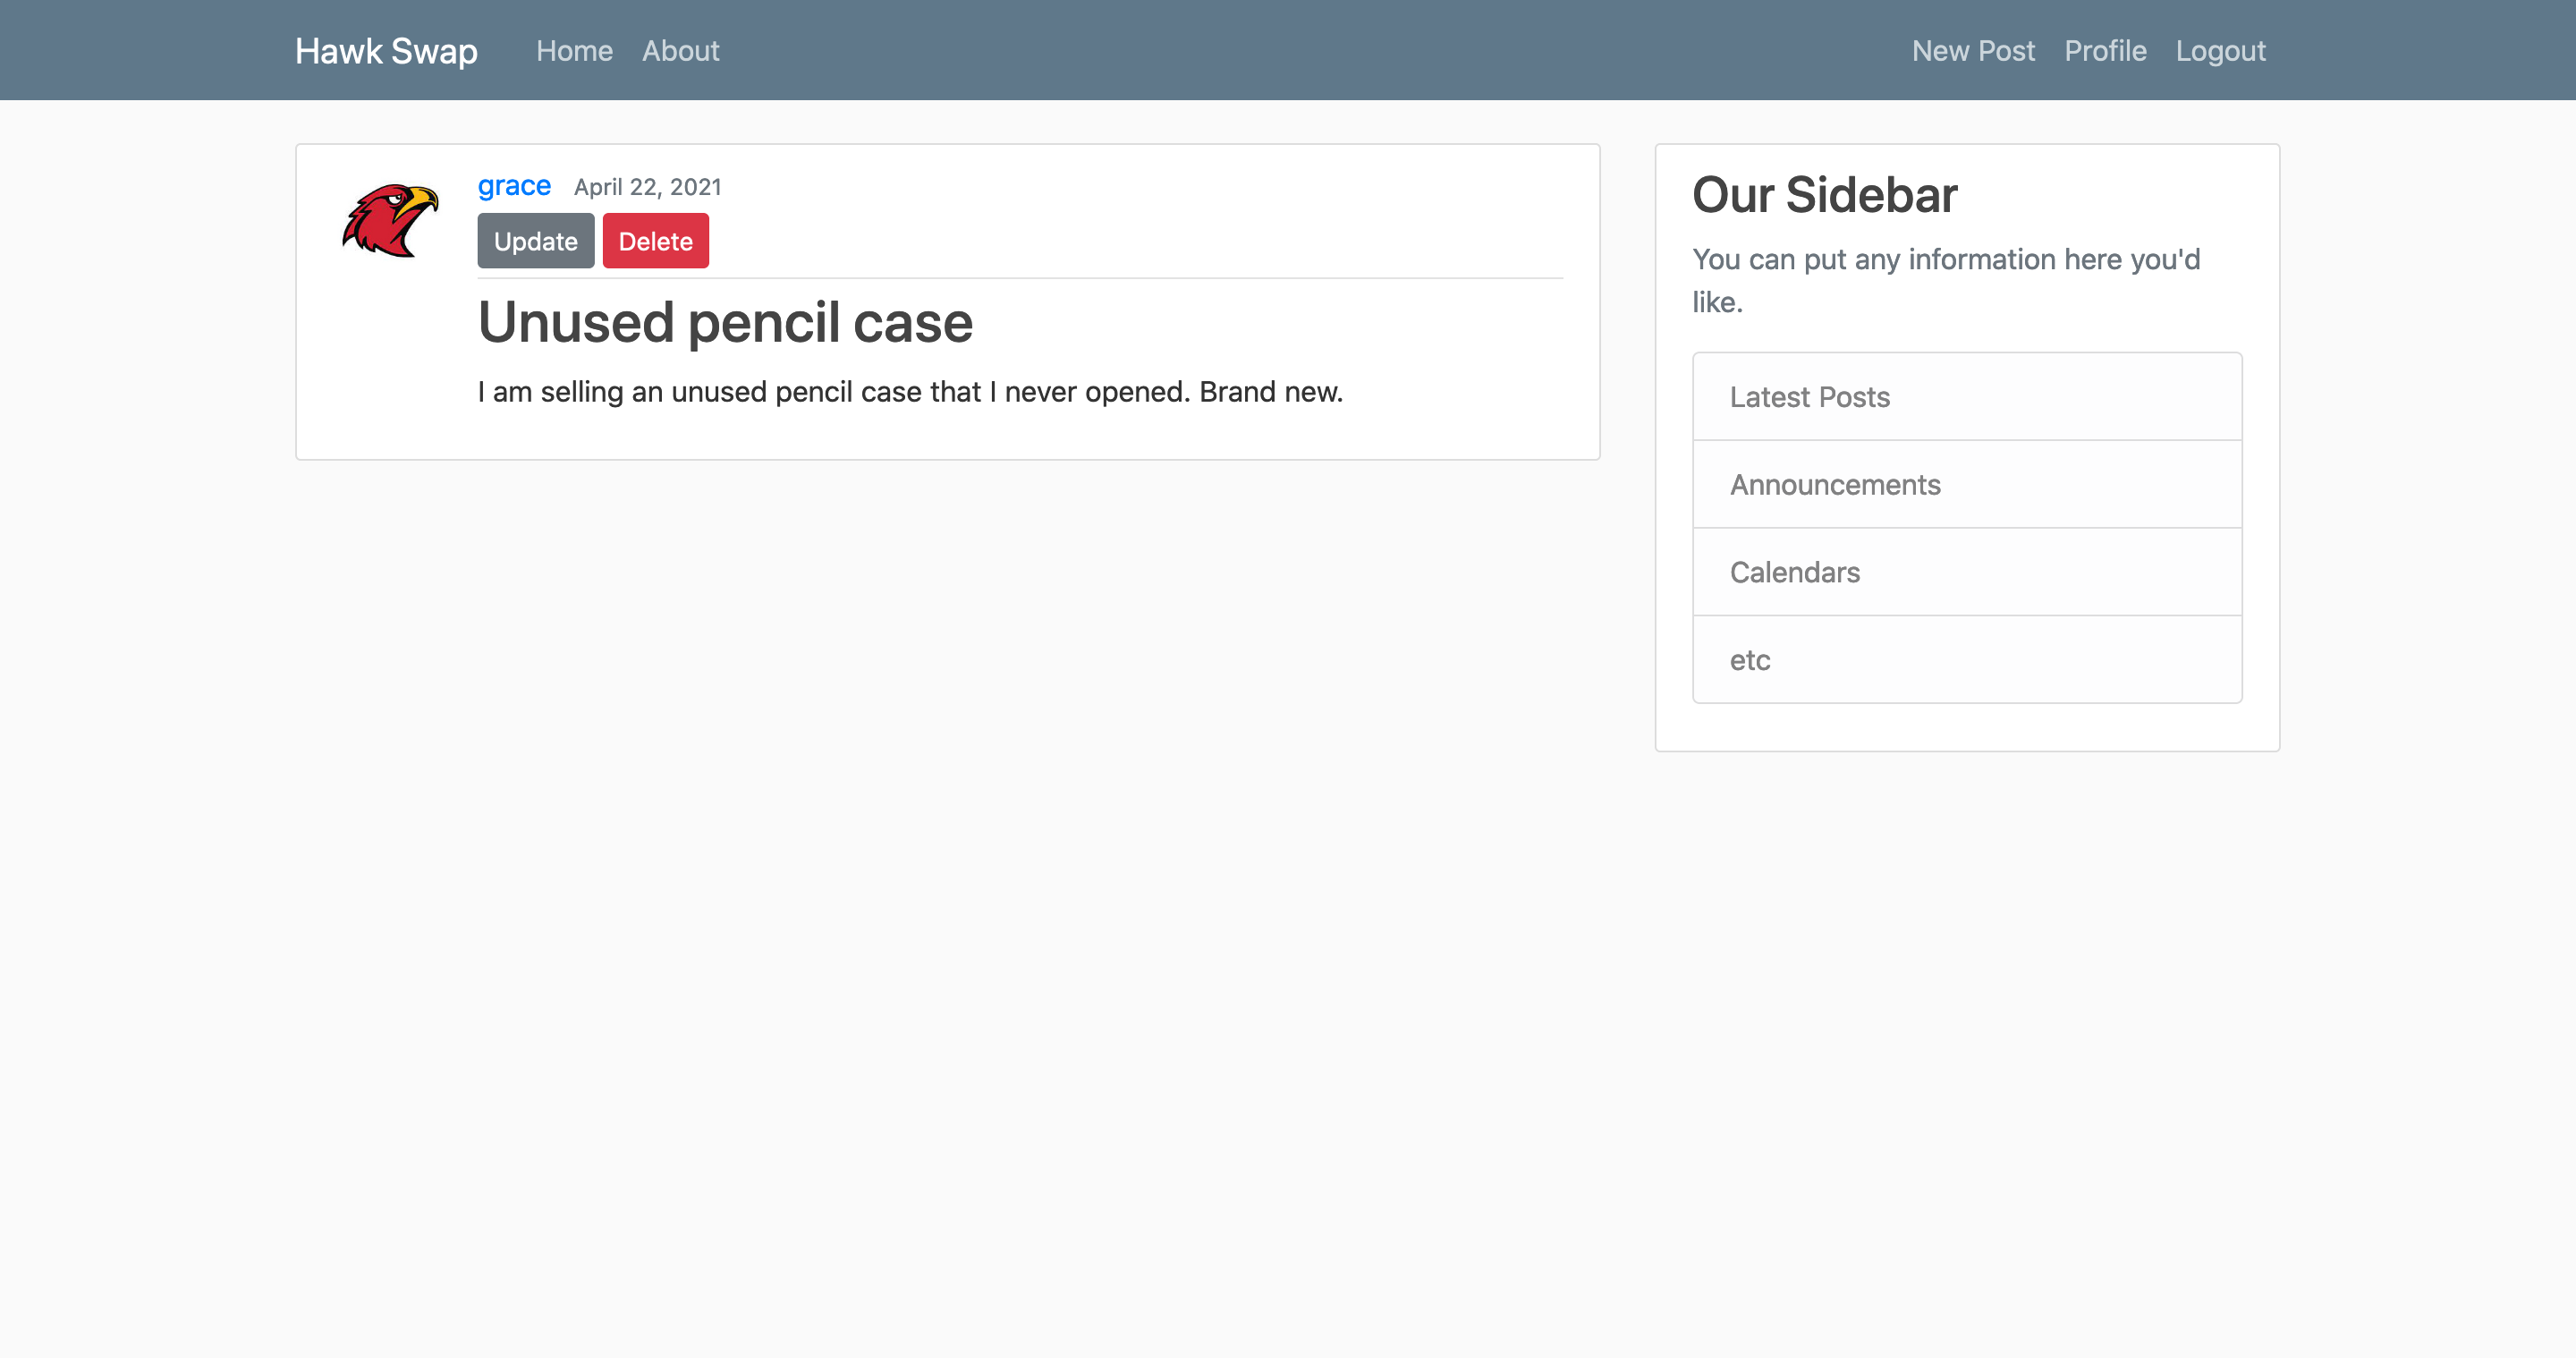 Hawk Swap Home About New Post Profile Logout
grace April 22, 2021
Update Delete
Unused pencil case
I am selling an unused pencil case that I never opened. Brand new.
Our Sidebar
You can put any information here you'd
like.
Latest Posts
Announcements
Calendars
etc